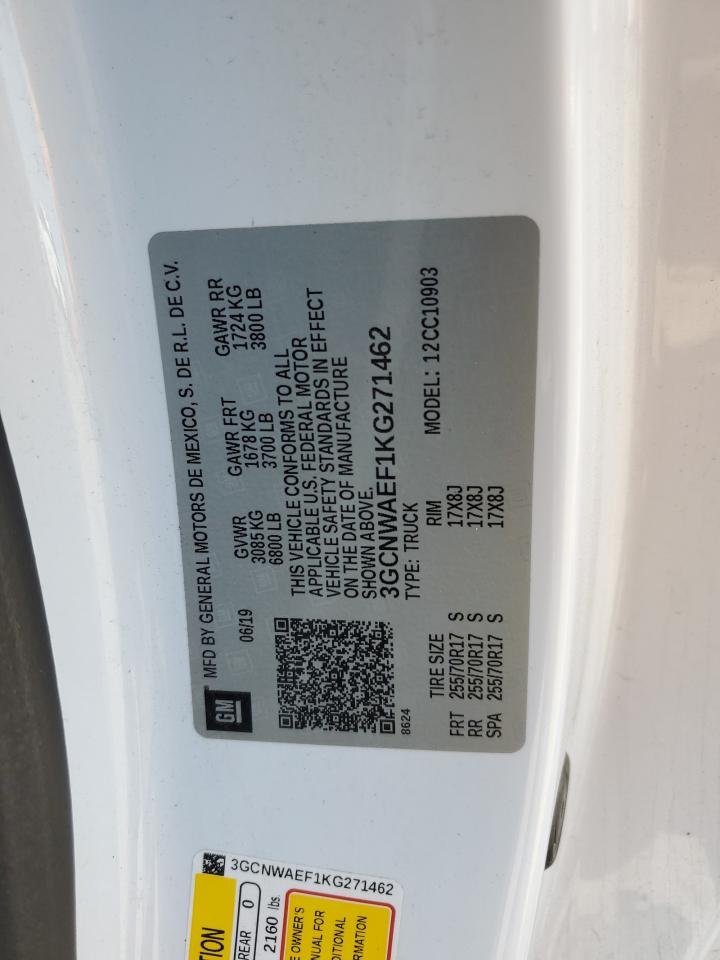 GM
MFD BY GENERAL MOTORS DE MEXICO, S. DE R.L. DE C.V.
06/19
GVWR GAWR FRT GAWR RR
3085 KG 1678 KG 1724 KG
6800 LB 3700 LB 3800 LB
THIS VEHICLE CONFORMS TO ALL
APPLICABLE U.S. FEDERAL MOTOR
VEHICLE SAFETY STANDARDS IN EFFECT
ON THE DATE OF MANUFACTURE
SHOWN ABOVE.
3GCNWAEF1KG271462
8624
TYPE: TRUCK
MODEL: 12CC10903
TIRE SIZE RIM
FRT 255/70R17 S 17X8J
RR 255/70R17 S 17X8J
SPA 255/70R17 S 17X8J
3GCNWAEF1KG271462
REAR 0
2160 lbs.
OWNER'S
FOR